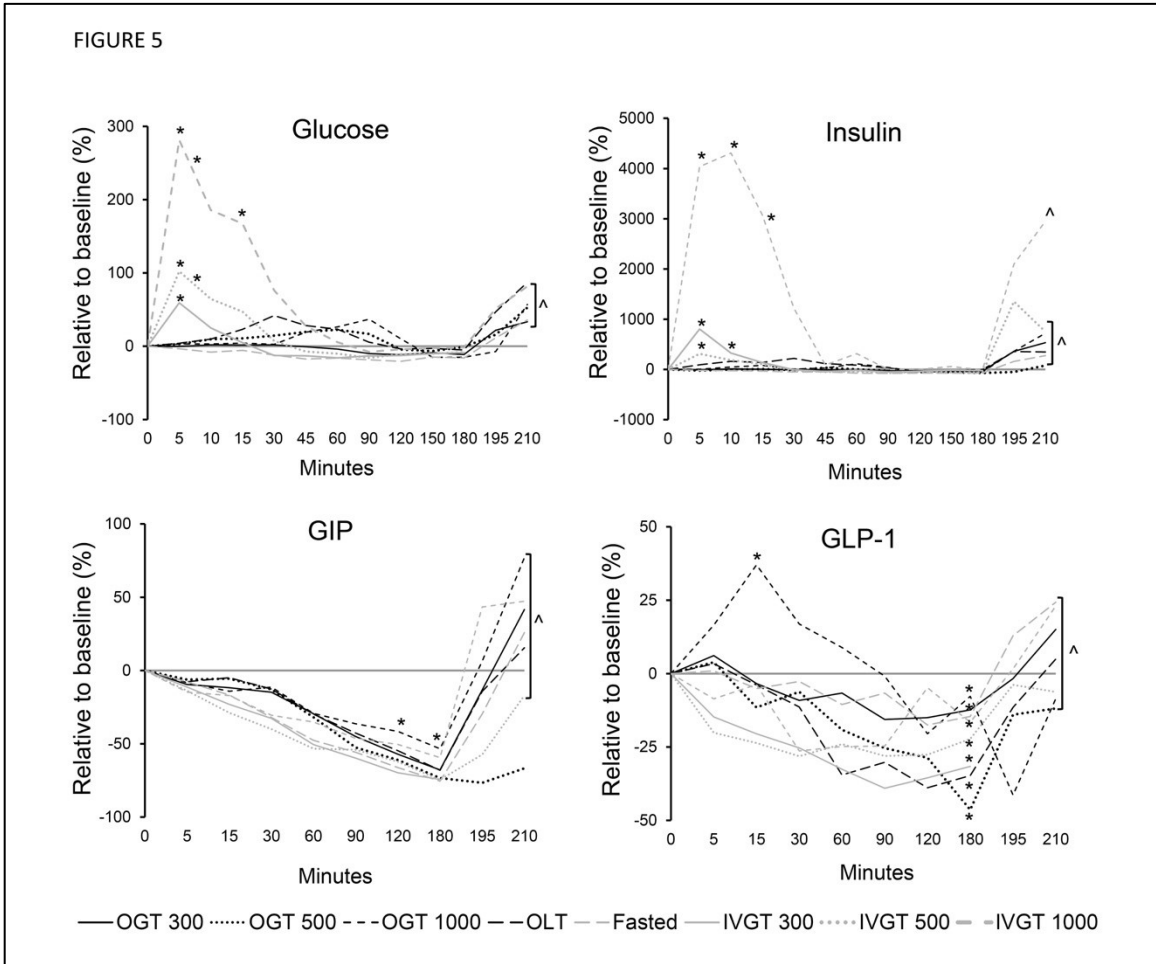 FIGURE 5
Glucose
Relative to baseline (%)
300
200
100
0
-100
* * * * * *
^
0 5 10 15 30 45 60 90 120 150 180 195 210
Minutes
Insulin
Relative to baseline (%)
5000
4000
3000
2000
1000
0
-1000
* * * * * *
^
^
0 5 10 15 30 45 60 90 120 150 180 195 210
Minutes
GIP
Relative to baseline (%)
100
50
0
-50
-100
* *
^
0 5 15 30 60 90 120 180 195 210
Minutes
GLP-1
Relative to baseline (%)
50
25
0
-25
-50
* * * * * * * *
^
0 5 15 30 60 90 120 180 195 210
Minutes
OGT 300 OGT 500 OGT 1000 OLT Fasted IVGT 300 IVGT 500 IVGT 1000